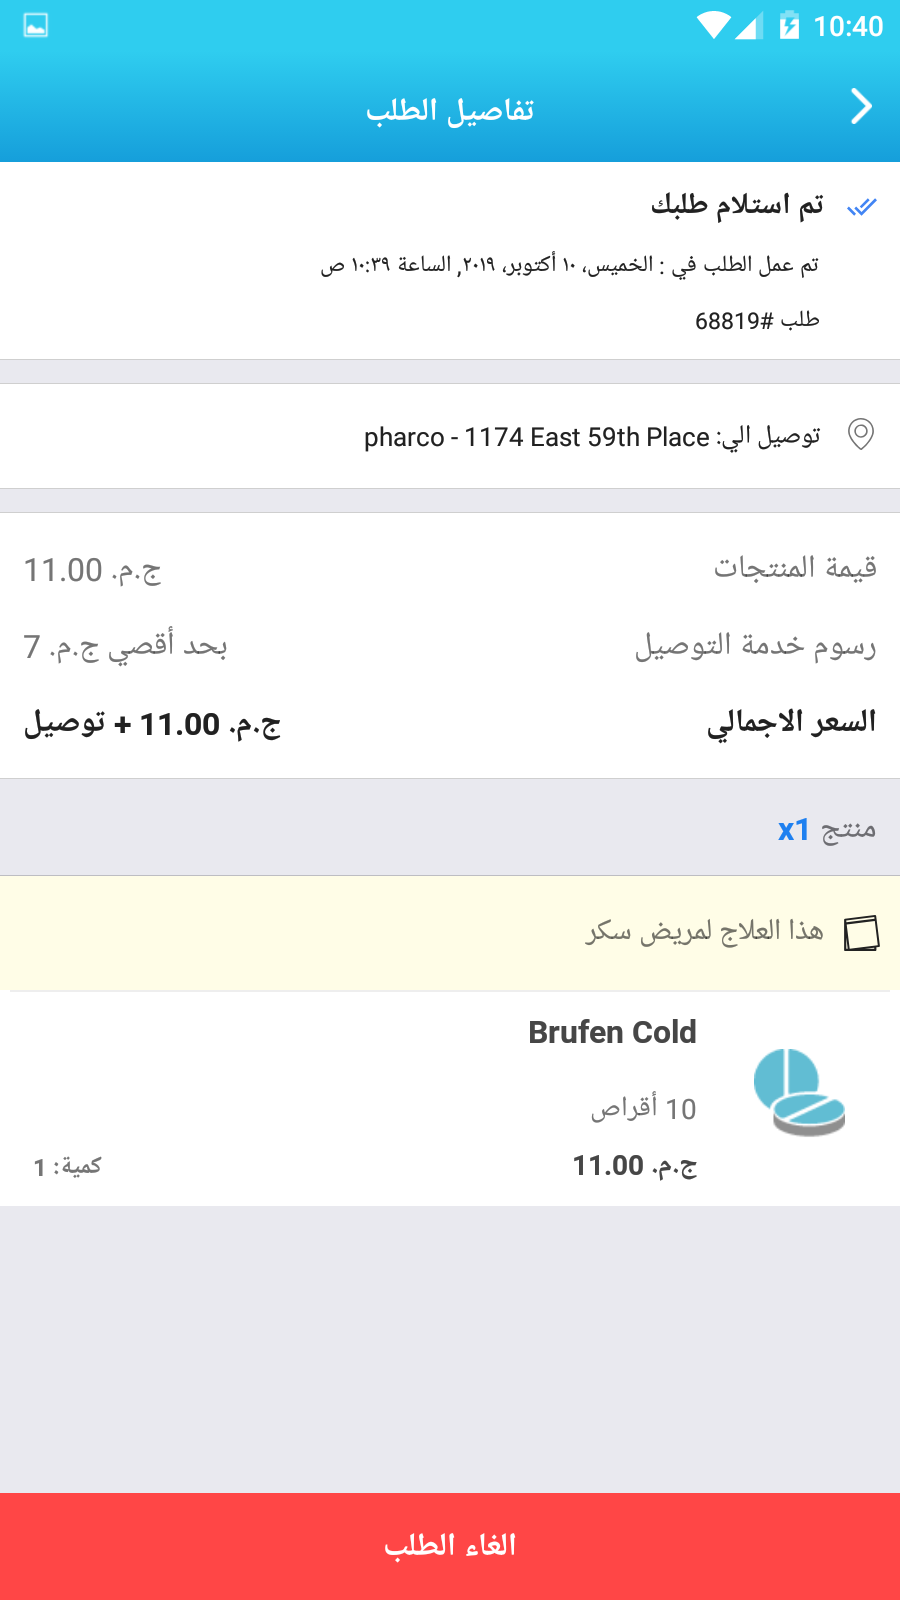 10:40
تفاصيل الطلب
تم استلام طلبك
تم عمل الطلب في : الخميس، ١٠ أكتوبر، ٢٠١٩, الساعة ١٠:٣٩ ص
طلب #68819
توصيل الي: pharco - 1174 East 59th Place
قيمة المنتجات ج.م. 11.00
رسوم خدمة التوصيل بحد أقصي ج.م. 7
السعر الاجمالي ج.م. 11.00 + توصيل
منتج x1
هذا العلاج لمريض سكر
Brufen Cold
10 أقراص
ج.م. 11.00 كمية: 1
الغاء الطلب